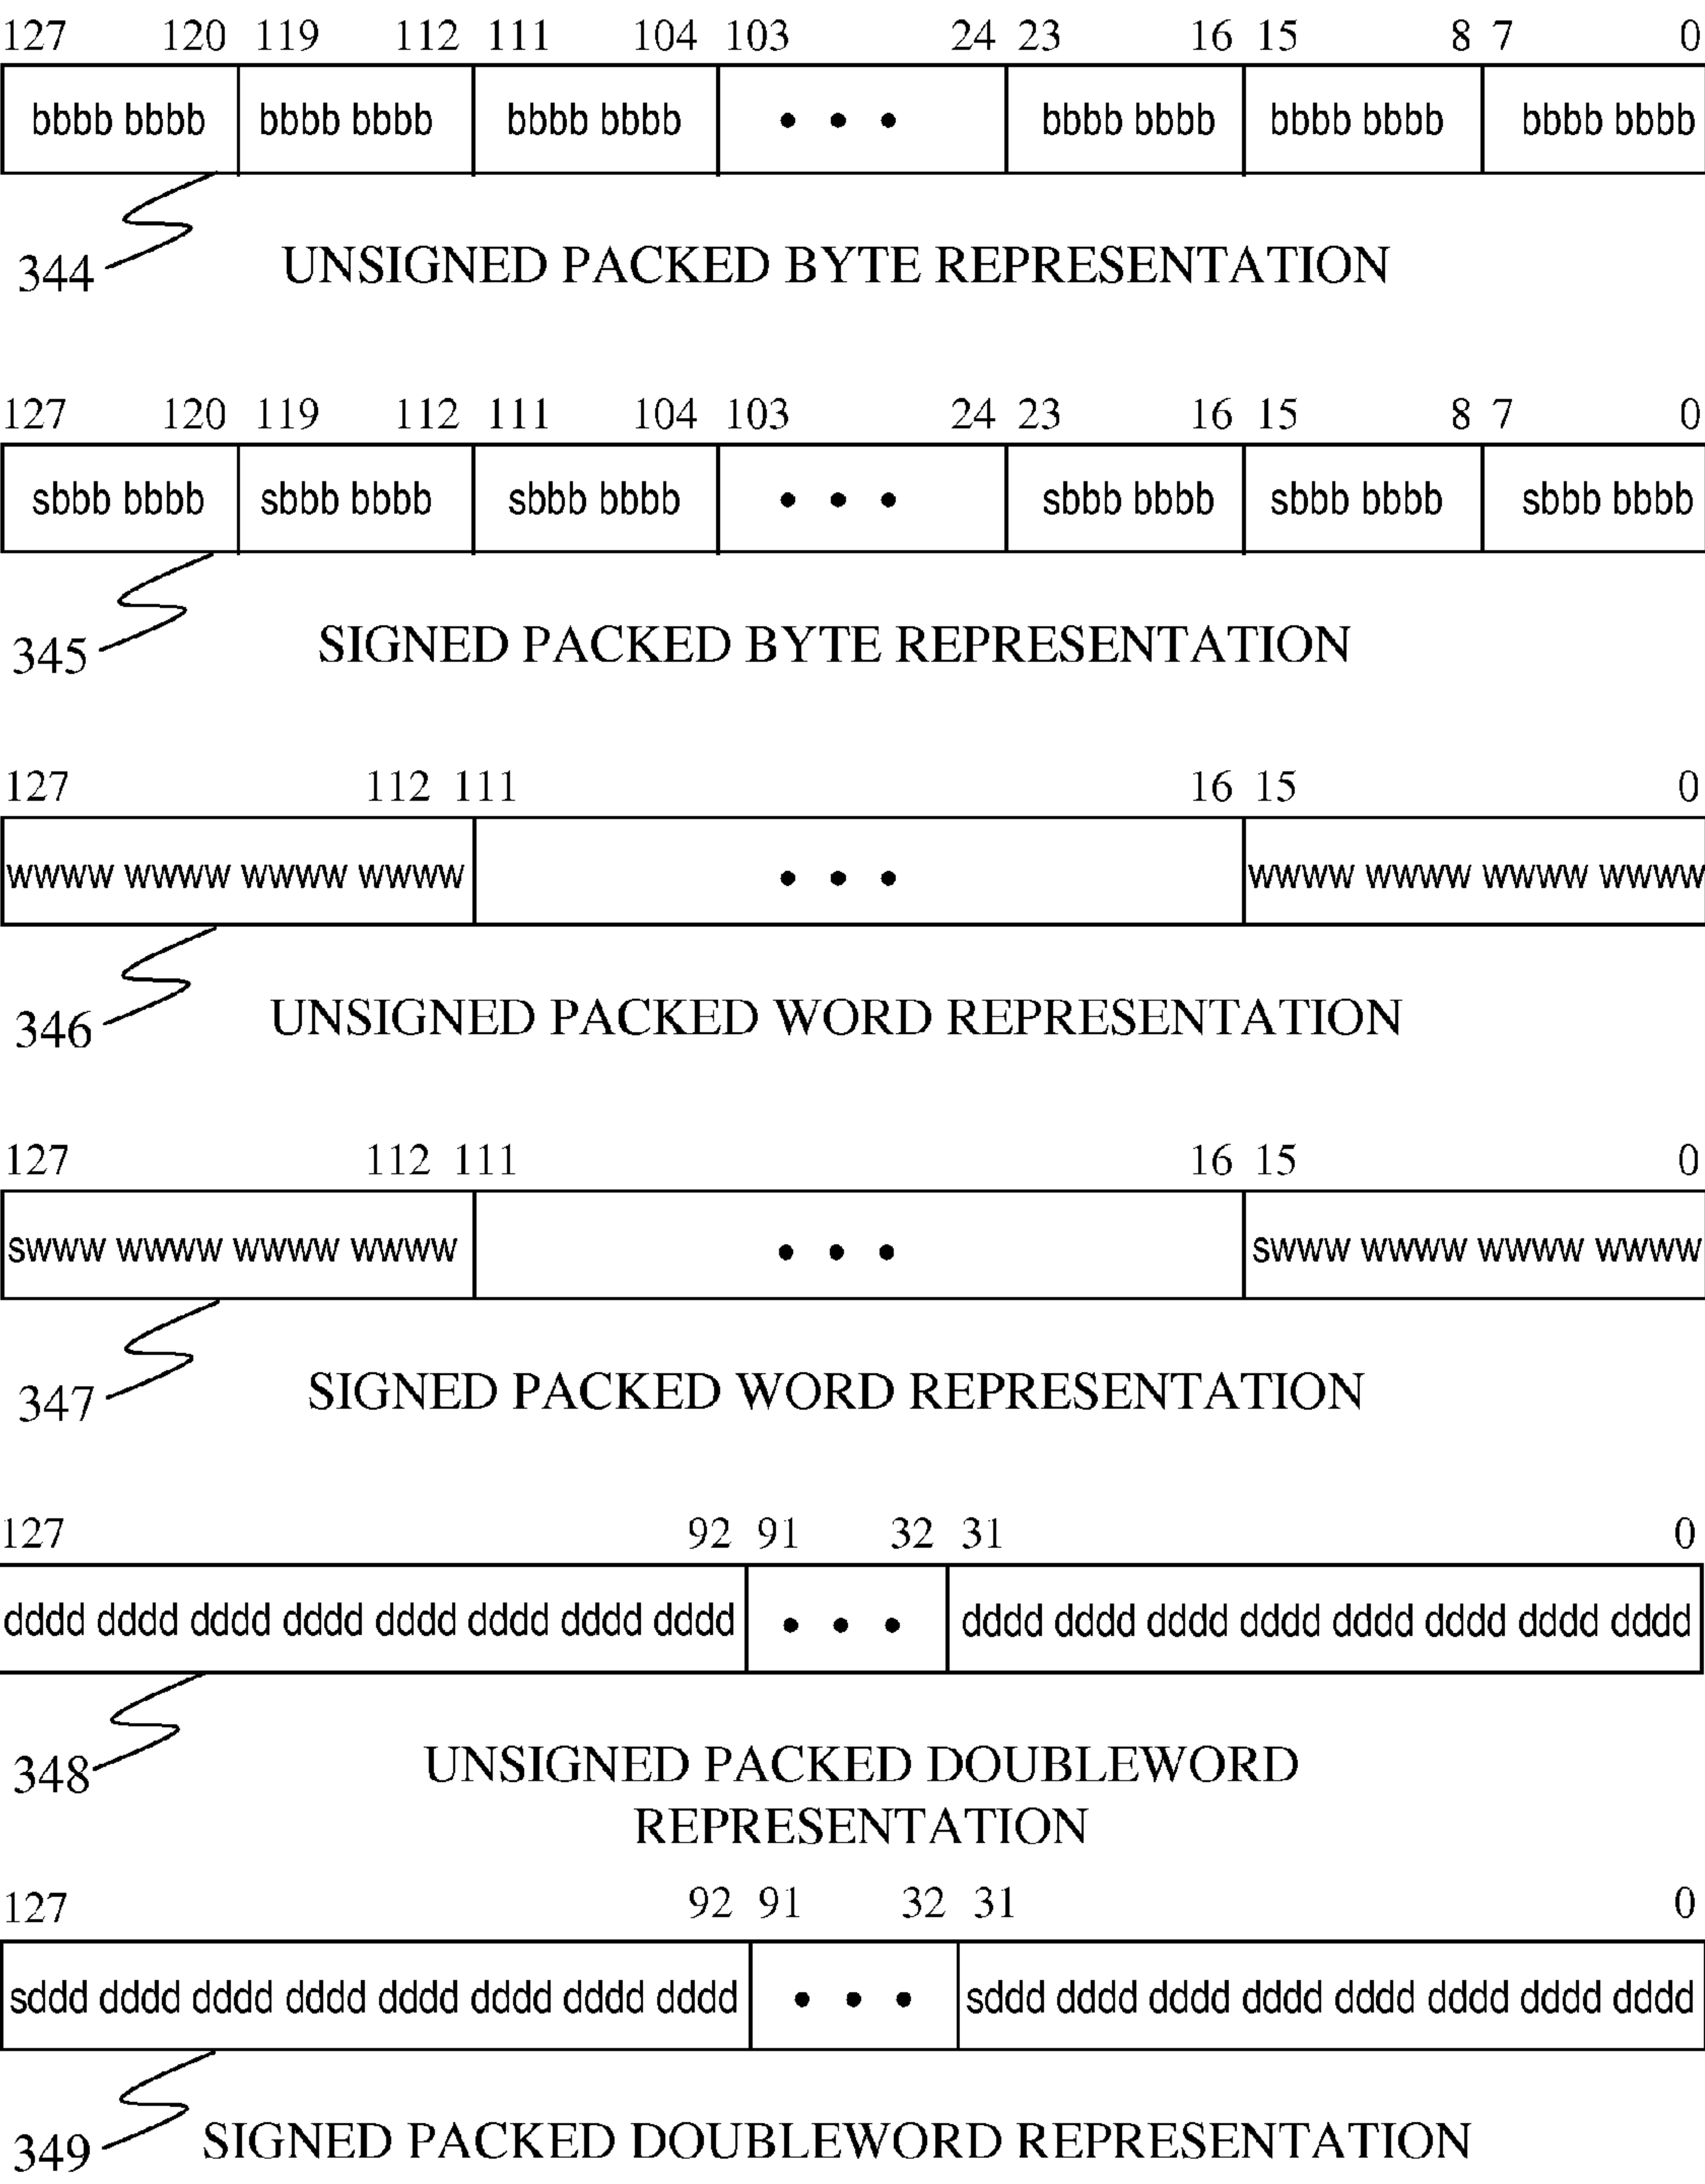 127 120 119 112 111 104 103 24 23 16 15 8 7 0
bbbb bbbb bbbb bbbb bbbb bbbb • • • bbbb bbbb bbbb bbbb bbbb bbbb
344 UNSIGNED PACKED BYTE REPRESENTATION
127 120 119 112 111 104 103 24 23 16 15 8 7 0
sbbb bbbb sbbb bbbb sbbb bbbb • • • sbbb bbbb sbbb bbbb sbbb bbbb
345 SIGNED PACKED BYTE REPRESENTATION
127 112 111 16 15 0
wwww wwww wwww wwww • • • wwww wwww wwww wwww
346 UNSIGNED PACKED WORD REPRESENTATION
127 112 111 16 15 0
swww wwww wwww wwww • • • swww wwww wwww wwww
347 SIGNED PACKED WORD REPRESENTATION
127 92 91 32 31 0
dddd dddd dddd dddd dddd dddd dddd dddd • • • dddd dddd dddd dddd dddd dddd dddd dddd
348 UNSIGNED PACKED DOUBLEWORD
REPRESENTATION
127 92 91 32 31 0
sddd dddd dddd dddd dddd dddd dddd dddd • • • sddd dddd dddd dddd dddd dddd dddd dddd
349 SIGNED PACKED DOUBLEWORD REPRESENTATION